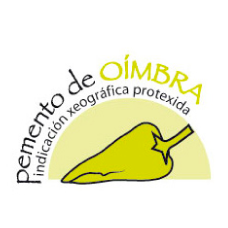 pemento de OÍMBRA
indicación xeográfica protexida